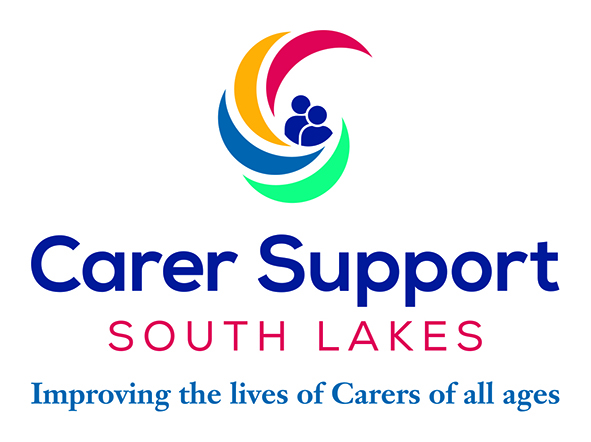 Carer Support
SOUTH LAKES
Improving the lives of Carers of all ages